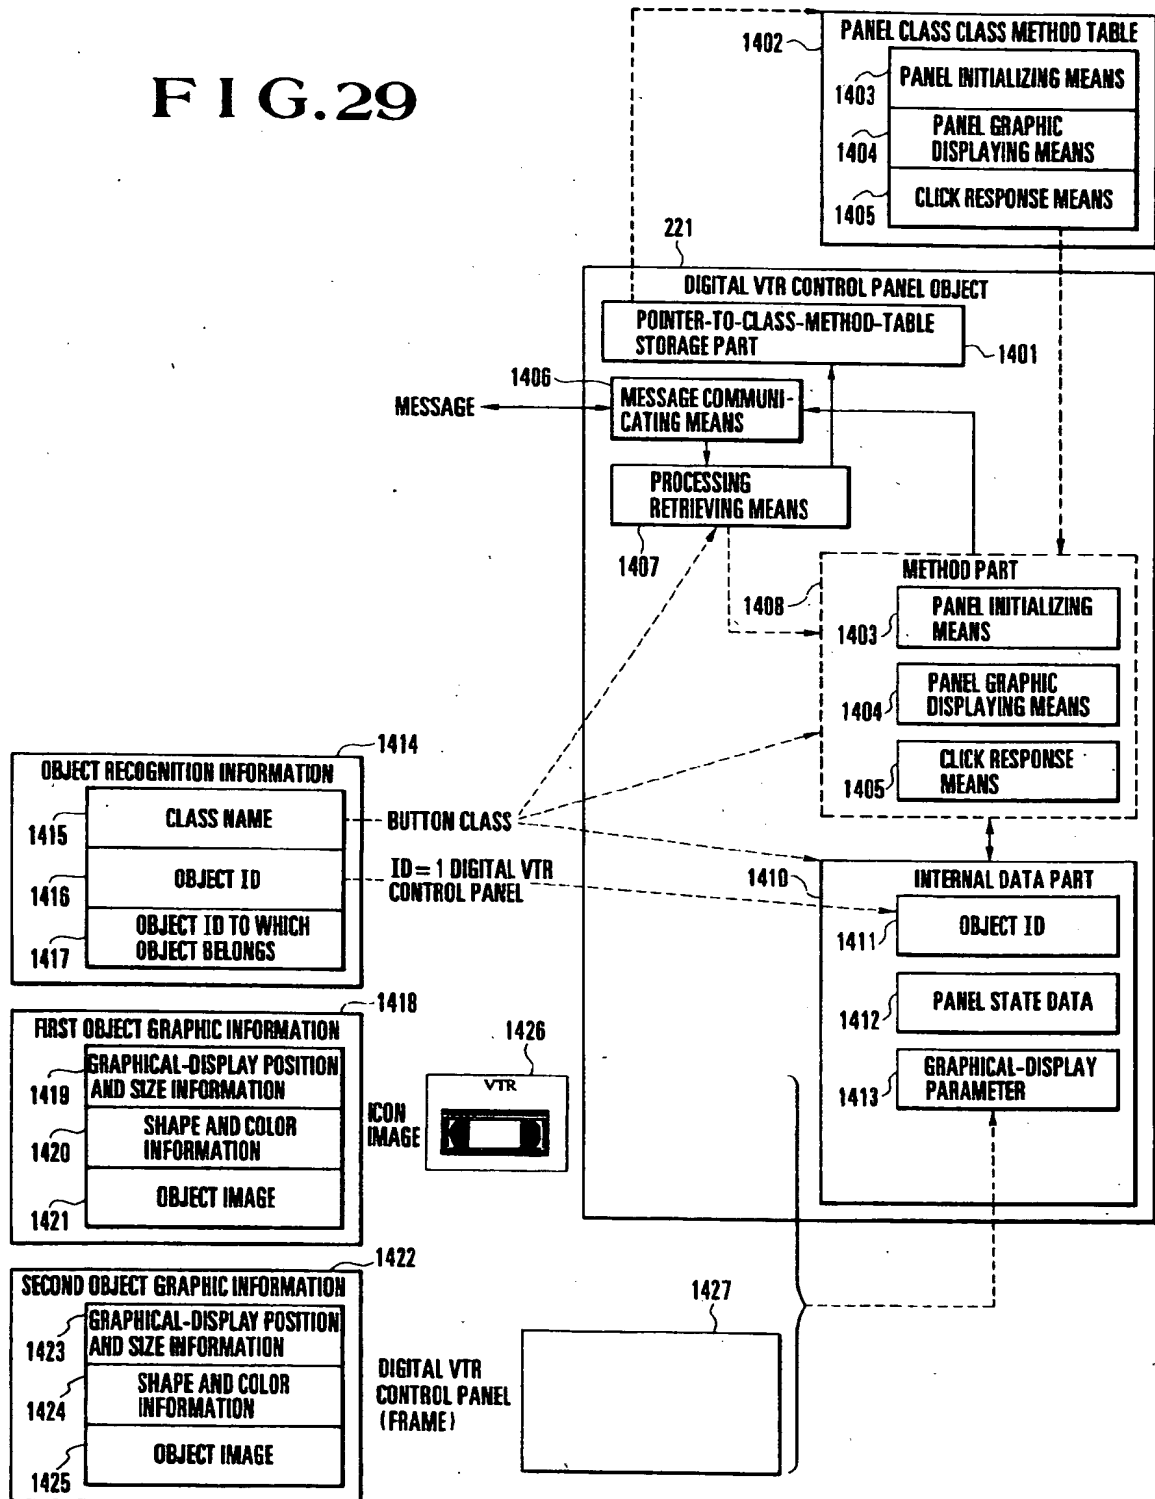 FIG.29
1402
PANEL CLASS CLASS METHOD TABLE
1403
PANEL INITIALIZING MEANS
1404
PANEL GRAPHIC
DISPLAYING MEANS
1405
CLICK RESPONSE MEANS
221
DIGITAL VTR CONTROL PANEL OBJECT
POINTER-TO-CLASS-METHOD-TABLE
STORAGE PART
1401
1406
MESSAGE
MESSAGE COMMUNI-
CATING MEANS
PROCESSING
RETRIEVING MEANS
1407
1408
METHOD PART
1403
PANEL INITIALIZING
MEANS
1404
PANEL GRAPHIC
DISPLAYING MEANS
1405
CLICK RESPONSE
MEANS
1414
OBJECT RECOGNITION INFORMATION
1415
CLASS NAME
BUTTON CLASS
1416
OBJECT ID
ID=1 DIGITAL VTR
CONTROL PANEL
1417
OBJECT ID TO WHICH
OBJECT BELONGS
1410
INTERNAL DATA PART
1411
OBJECT ID
1412
PANEL STATE DATA
1413
GRAPHICAL-DISPLAY
PARAMETER
1418
FIRST OBJECT GRAPHIC INFORMATION
1419
GRAPHICAL-DISPLAY POSITION
AND SIZE INFORMATION
1420
SHAPE AND COLOR
INFORMATION
1421
OBJECT IMAGE
ICON
IMAGE
1426
VTR
1422
SECOND OBJECT GRAPHIC INFORMATION
1423
GRAPHICAL-DISPLAY POSITION
AND SIZE INFORMATION
1424
SHAPE AND COLOR
INFORMATION
1425
OBJECT IMAGE
DIGITAL VTR
CONTROL PANEL
(FRAME)
1427